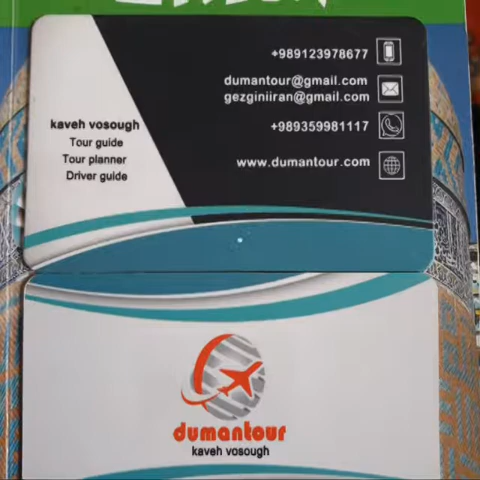 +989123978677
dumantour@gmail.com
gezginiiran@gmail.com
+989359981117
www.dumantour.com
kaveh vosough
Tour guide
Tour planner
Driver guide
dumantour
kaveh vosough